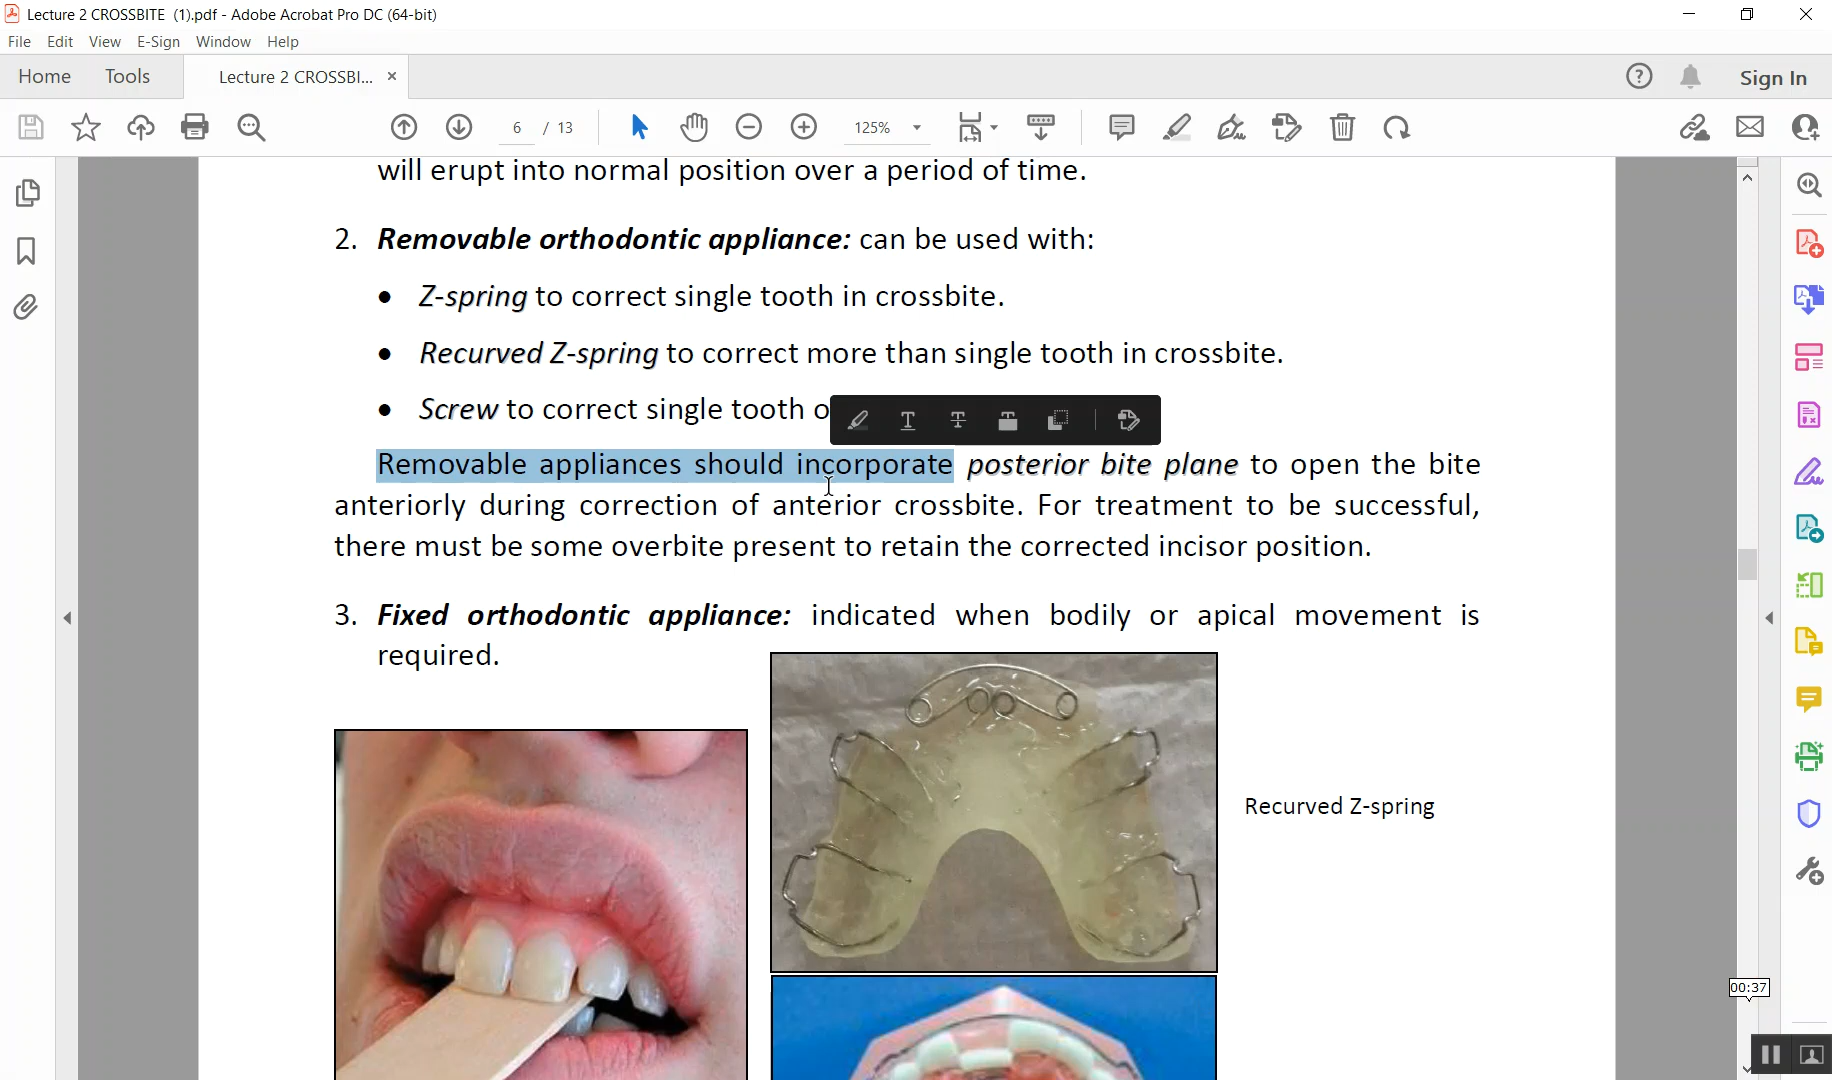 Lecture 2 CROSSBITE (1).pdf - Adobe Acrobat Pro DC (64-bit)
File Edit View E-Sign Window Help
Home Tools Lecture 2 CROSSBI... × Sign In
6 / 13 125%
will erupt into normal position over a period of time.
2. Removable orthodontic appliance: can be used with:
• Z-spring to correct single tooth in crossbite.
• Recurved Z-spring to correct more than single tooth in crossbite.
• Screw to correct single tooth o
Removable appliances should incorporate posterior bite plane to open the bite
anteriorly during correction of anterior crossbite. For treatment to be successful,
there must be some overbite present to retain the corrected incisor position.
3. Fixed orthodontic appliance: indicated when bodily or apical movement is
required.
Recurved Z-spring
00:37